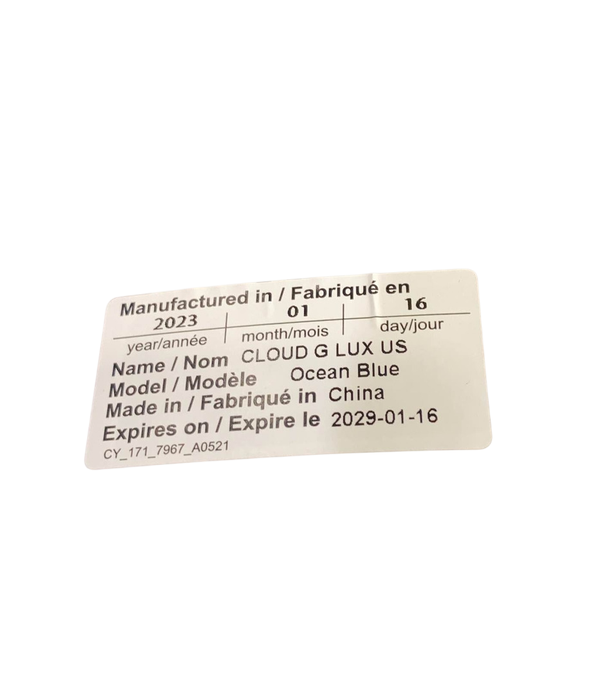 Manufactured in / Fabriqué en
2023 01 16
year/année month/mois day/jour
Name / Nom CLOUD G LUX US
Model / Modèle Ocean Blue
Made in / Fabriqué in China
Expires on / Expire le 2029-01-16
CY_171_7967_A0521